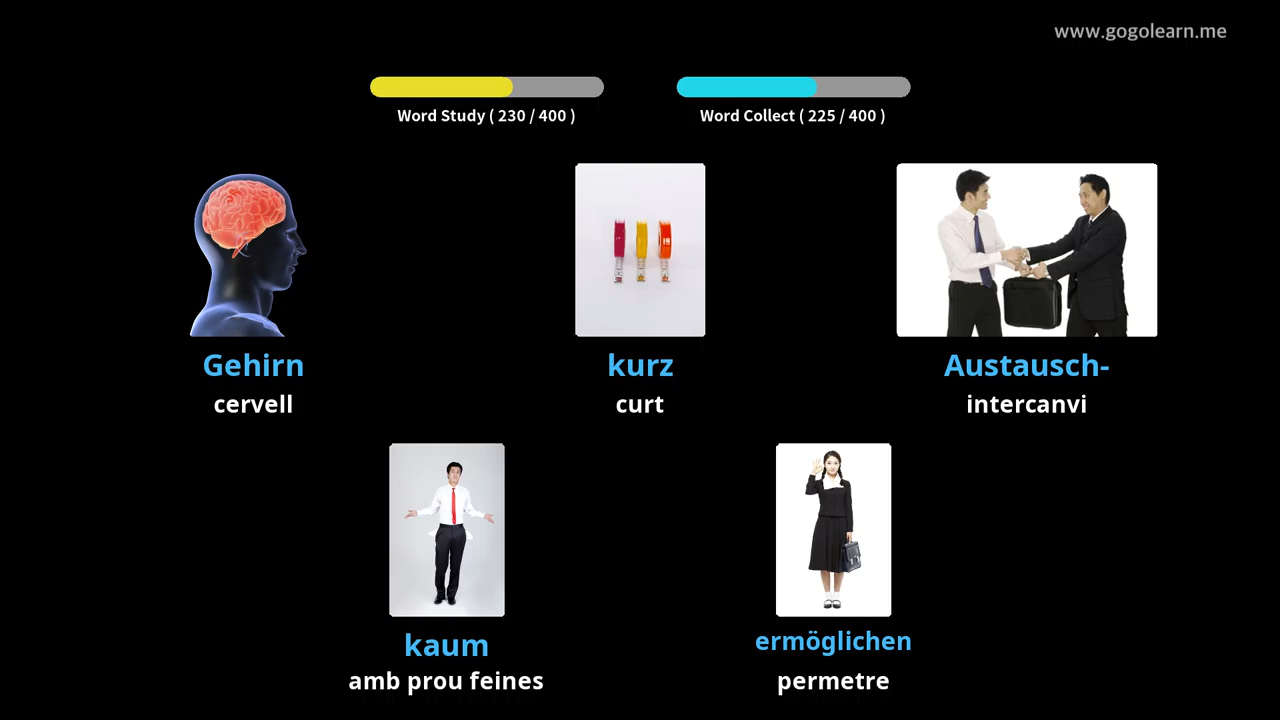 www.gogolearn.me
Word Study ( 230 / 400 )
Word Collect ( 225 / 400 )
Gehirn
cervell
kurz
curt
Austausch-
intercanvi
kaum
amb prou feines
ermöglichen
permetre